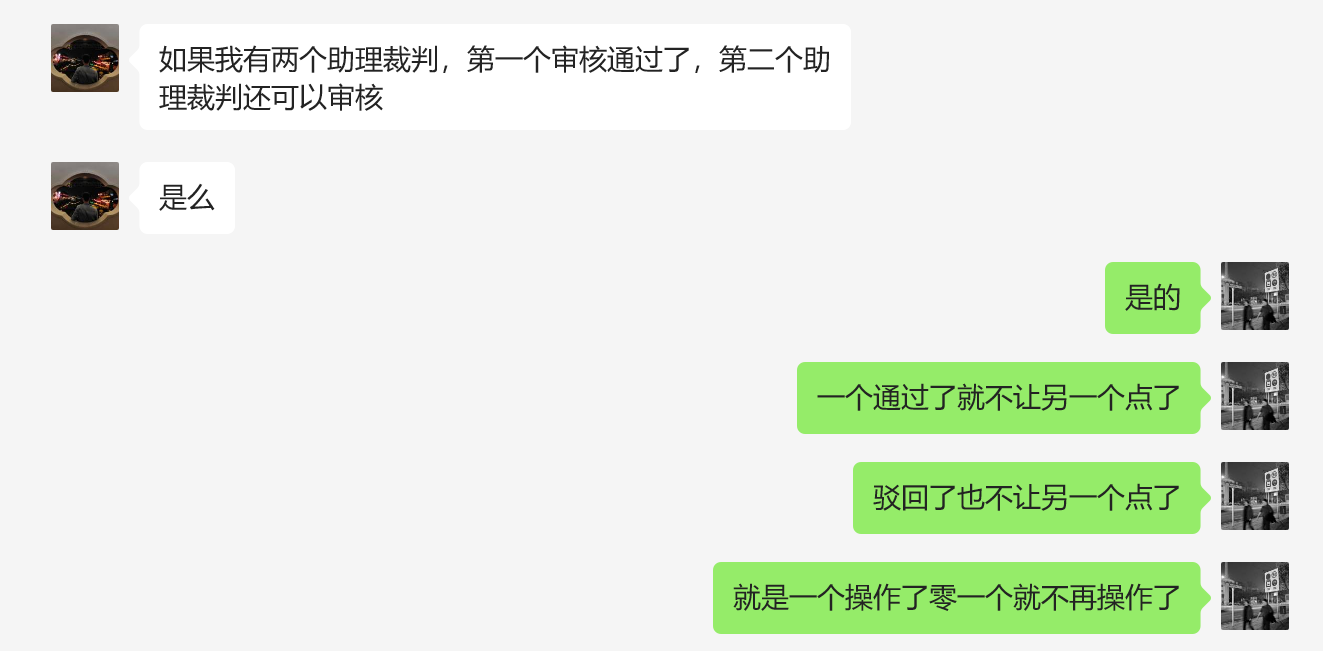 如果我有两个助理裁判，第一个审核通过了，第二个助
理裁判还可以审核
是么
是的
一个通过了就不让另一个点了
驳回了也不让另一个点了
就是一个操作了零一个就不再操作了